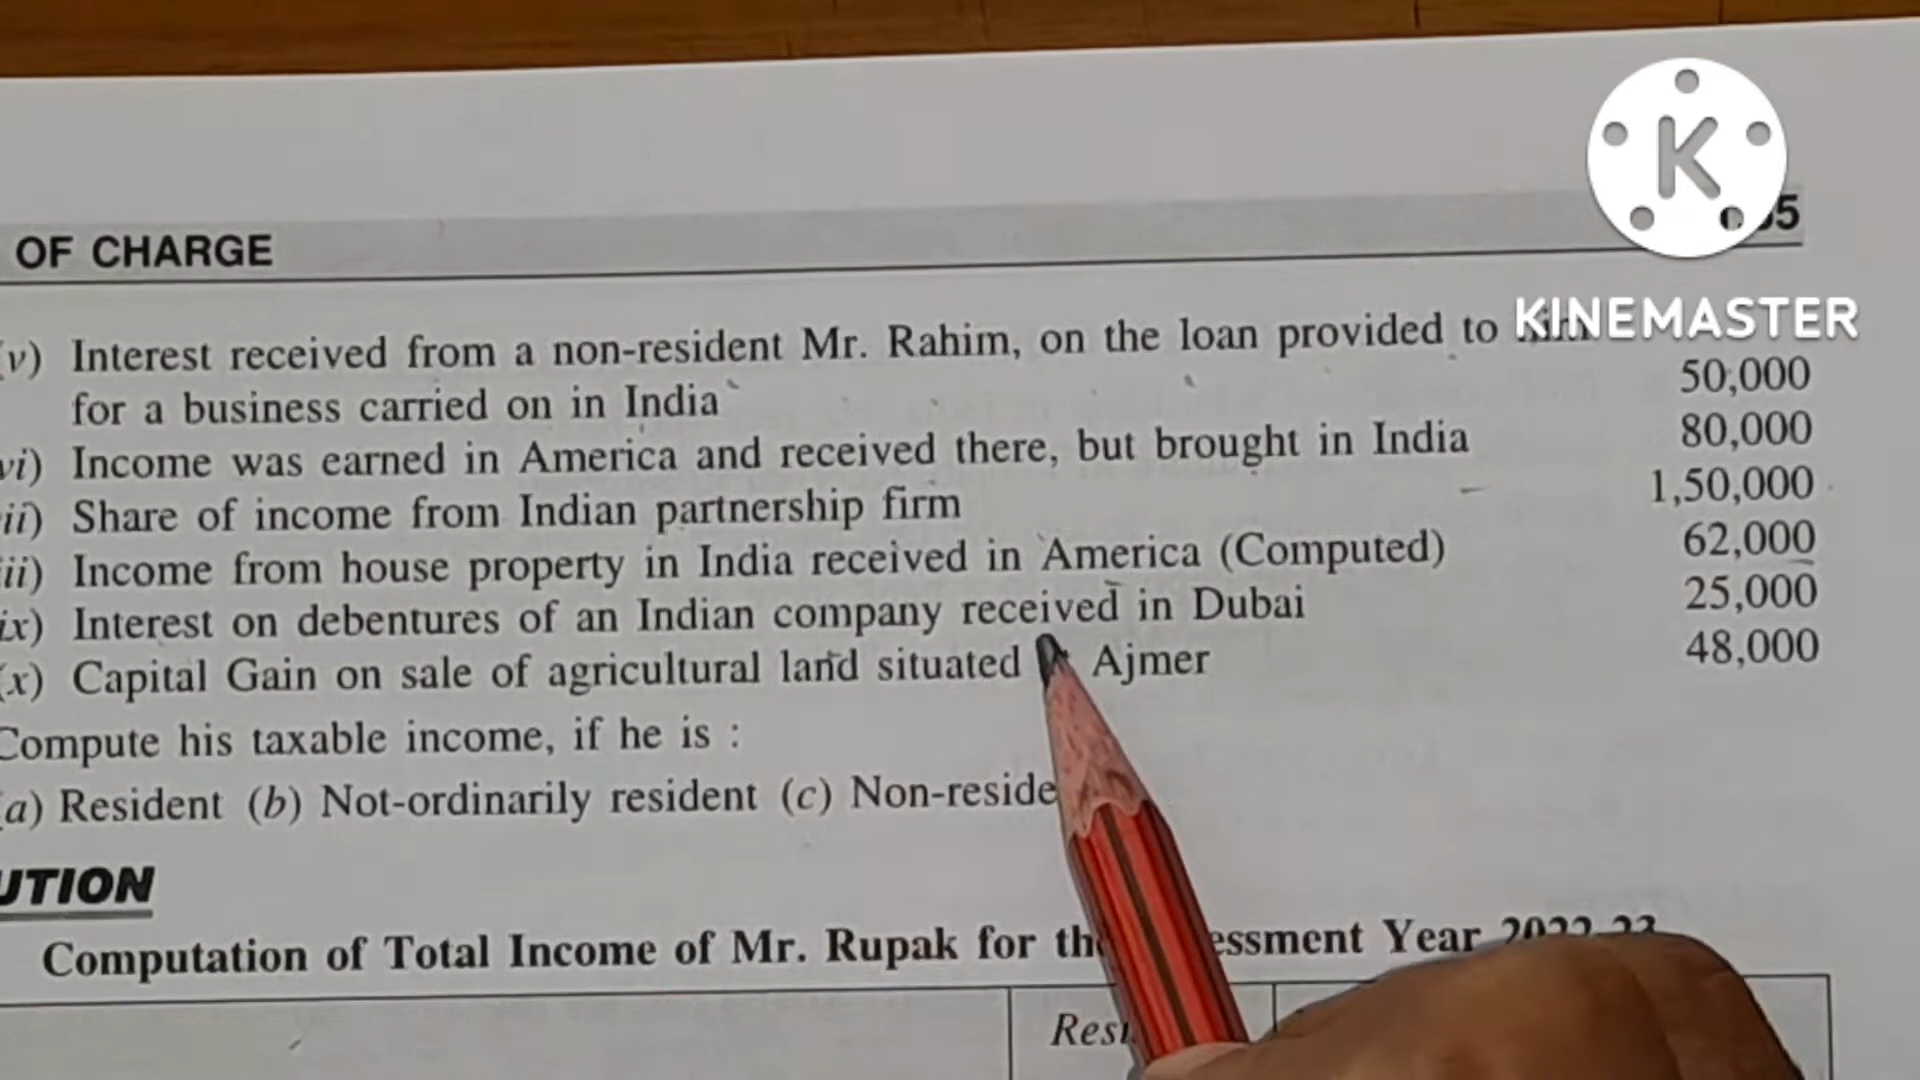 OF CHARGE
K
KINEMASTER
v) Interest received from a non-resident Mr. Rahim, on the loan provided to
for a business carried on in India 50,000
vi) Income was earned in America and received there, but brought in India 80,000
ii) Share of income from Indian partnership firm 1,50,000
iii) Income from house property in India received in America (Computed) 62,000
ix) Interest on debentures of an Indian company received in Dubai 25,000
(x) Capital Gain on sale of agricultural land situated Ajmer 48,000
Compute his taxable income, if he is :
(a) Resident (b) Not-ordinarily resident (c) Non-reside
UTION
Computation of Total Income of Mr. Rupak for th essment Year 2022-23
Resi